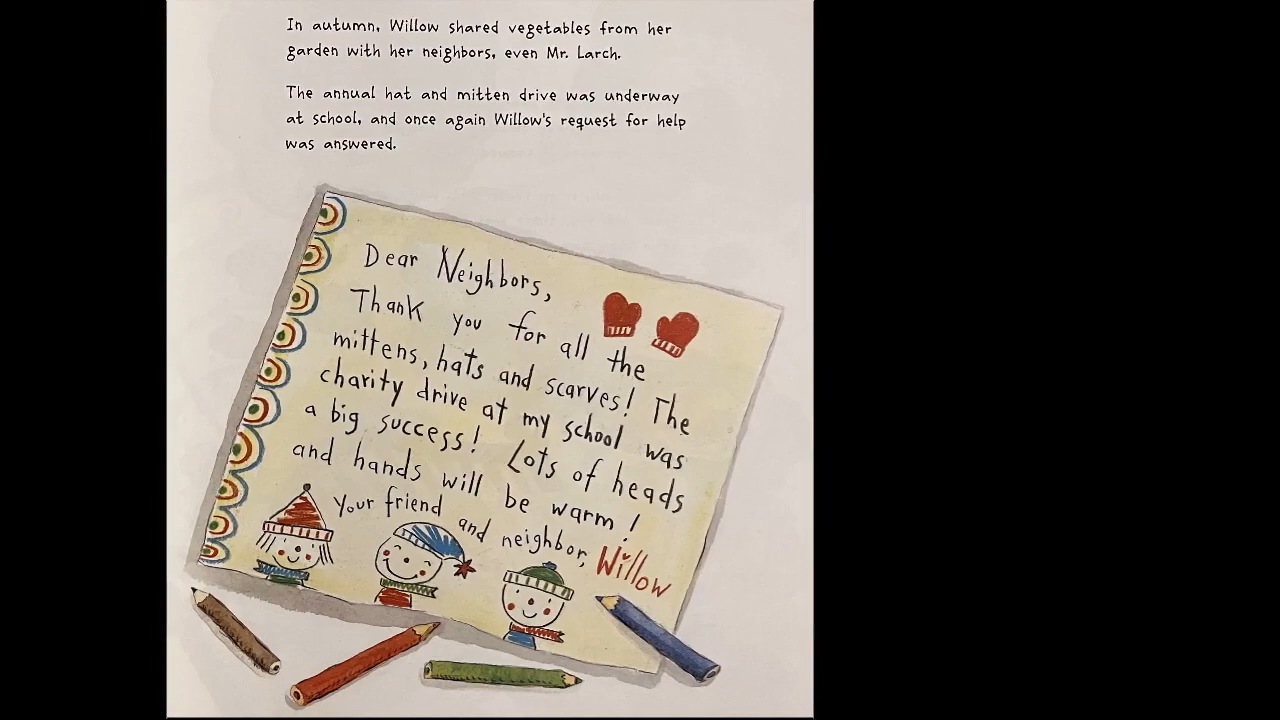 In autumn, Willow shared vegetables from her
garden with her neighbors, even Mr. Larch.
The annual hat and mitten drive was underway
at school, and once again Willow's request for help
was answered.
Dear Neighbors,
Thank you for all the
mittens, hats and scarves! The
charity drive at my school was
a big success! Lots of heads
and hands will be warm!
Your friend and neighbor,
Willow